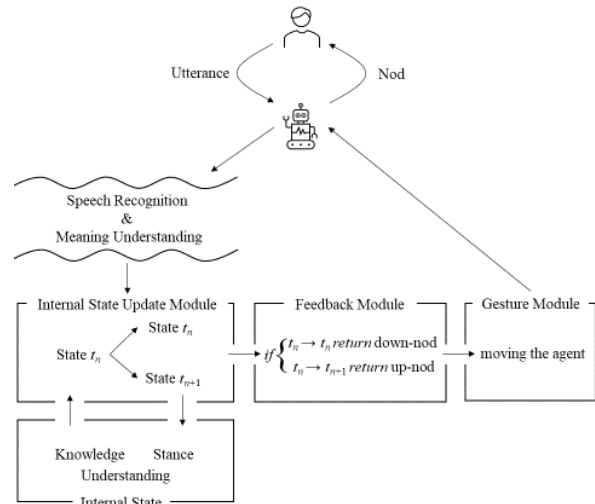 Utterance
Nod
Speech Recognition
&
Meaning Understanding
Internal State Update Module
State tn
State tn
State tn+1
Feedback Module
if { tn → tn return down-nod
tn → tn+1 return up-nod
Gesture Module
moving the agent
Knowledge Stance
Understanding
Internal State